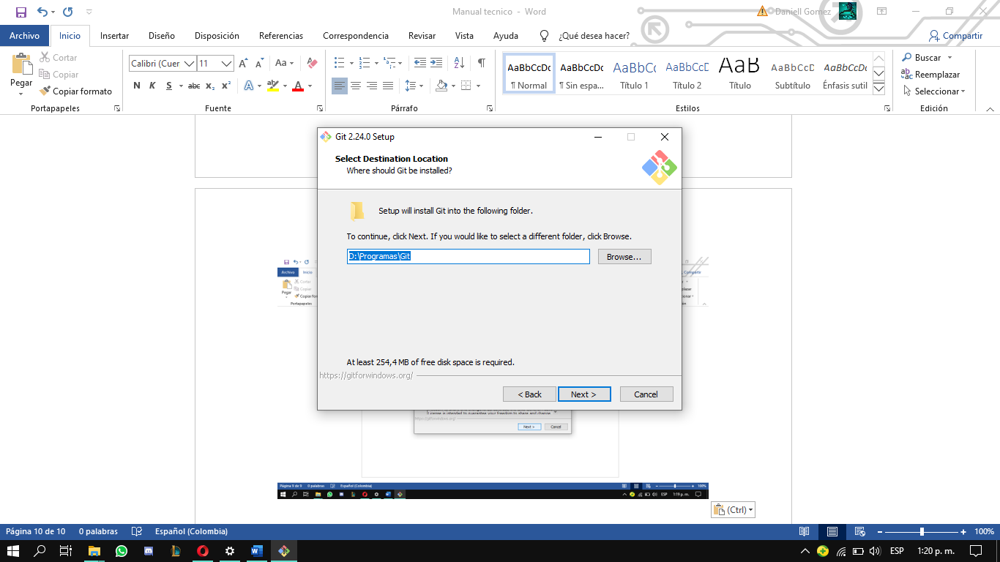 Manual tecnico - Word
Daniell Gomez
Archivo Inicio Insertar Diseño Disposición Referencias Correspondencia Revisar Vista Ayuda ¿Qué desea hacer? Compartir
Pegar
Cortar
Copiar
Copiar formato
Portapapeles
Calibri (Cuer 11
N K S abc x₂ x²
Fuente
Párrafo
AaBbCcDc AaBbCcDc AaBbCc AaBbCcD AaB AaBbCcD AaBbCcDc
¶ Normal ¶ Sin espa... Título 1 Título 2 Título Subtítulo Énfasis sutil
Estilos
Buscar
Reemplazar
Seleccionar
Edición
Git 2.24.0 Setup
Select Destination Location
Where should Git be installed?
Setup will install Git into the following folder.
To continue, click Next. If you would like to select a different folder, click Browse.
D:\Programas\Git
Browse...
At least 254,4 MB of free disk space is required.
https://gitforwindows.org/
< Back Next > Cancel
Archivo Inicio
Cortar
Copiar
Pegar
Copiar for
Portapapeles
Compartir
License is intended to guarantee your freedom to share and change
https://gitforwindows.org/
Next > Cancel
Página 9 de 9 0 palabras Español (Colombia) 100%
ESP 1:19 p. m.
(Ctrl)
Página 10 de 10 0 palabras Español (Colombia) 100%
ESP 1:20 p. m.